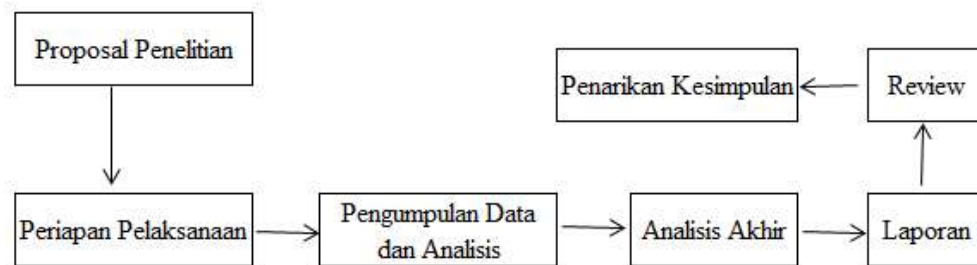 Proposal Penelitian
Penarikan Kesimpulan
Review
Periapan Pelaksanaan
Pengumpulan Data
dan Analisis
Analisis Akhir
Laporan